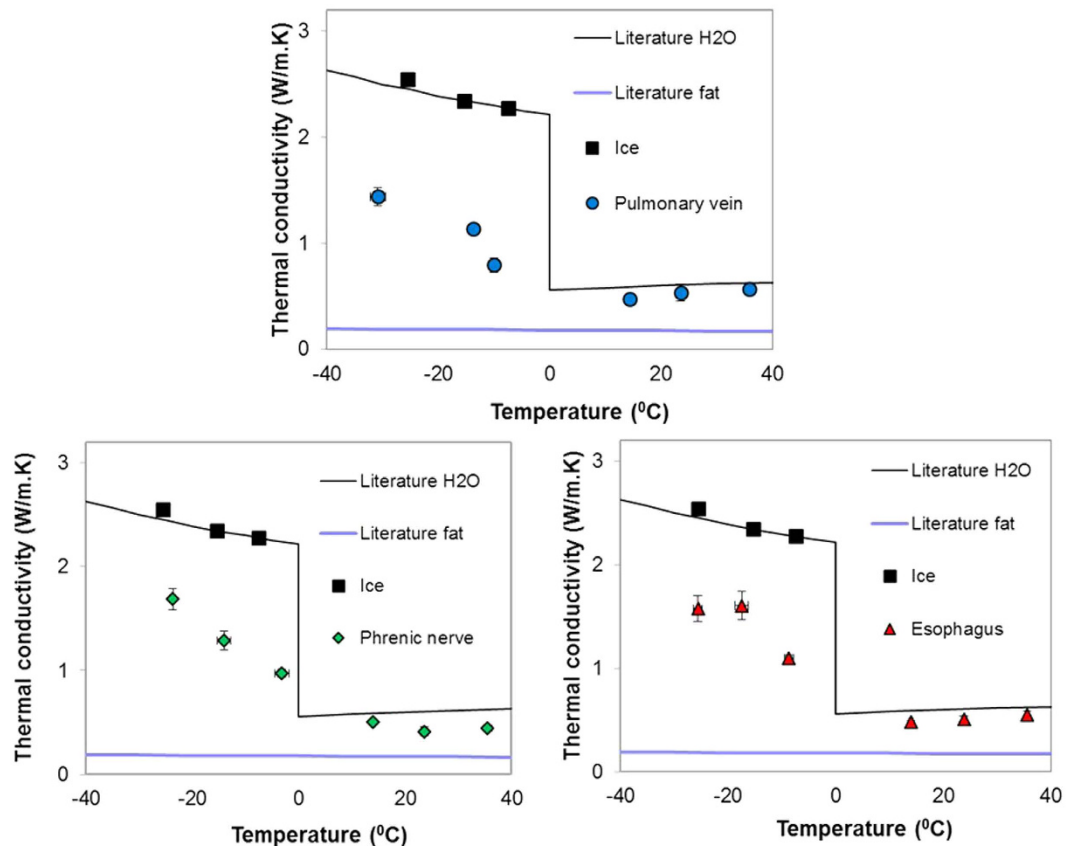 Thermal conductivity (W/m.K)
3
2
1
0
-40 -20 0 20 40
Temperature (⁰C)
Literature H2O
Literature fat
Ice
Pulmonary vein
Thermal conductivity (W/m.K)
3
2
1
0
-40 -20 0 20 40
Temperature (⁰C)
Literature H2O
Literature fat
Ice
Phrenic nerve
Thermal conductivity (W/m.K)
3
2
1
0
-40 -20 0 20 40
Temperature (⁰C)
Literature H2O
Literature fat
Ice
Esophagus